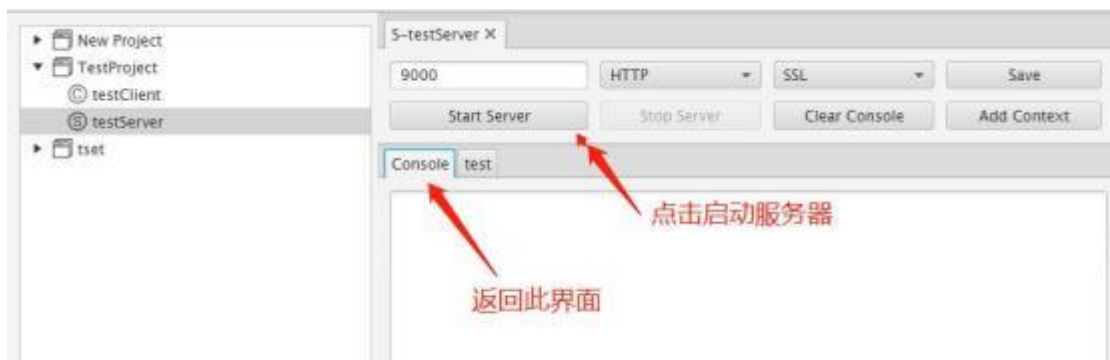 New Project
TestProject
testClient
testServer
tset
S-testServer
9000 HTTP SSL Save
Start Server Stop Server Clear Console Add Context
Console test
点击启动服务器
返回此界面